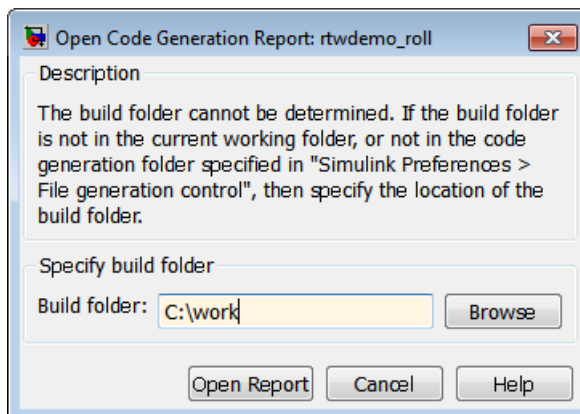 Open Code Generation Report: rtwdemo_roll
Description
The build folder cannot be determined. If the build folder
is not in the current working folder, or not in the code
generation folder specified in "Simulink Preferences >
File generation control", then specify the location of the
build folder.
Specify build folder
Build folder: C:\work Browse
Open Report Cancel Help